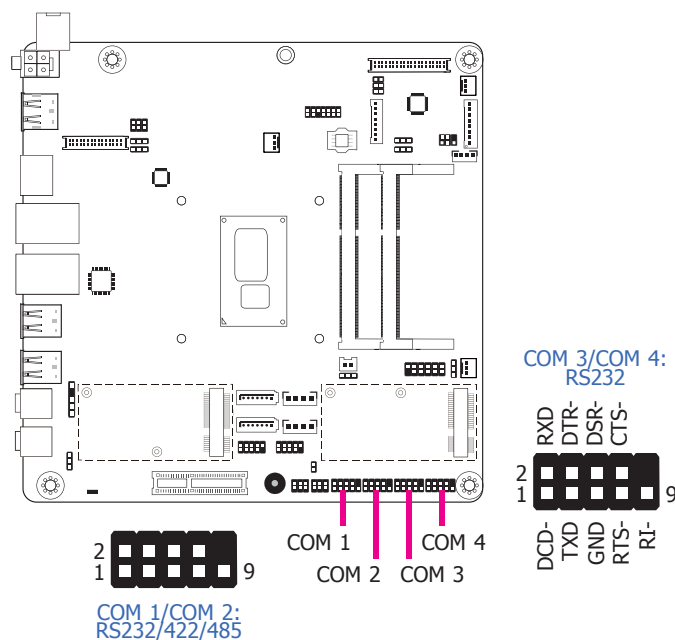 COM 3/COM 4:
RS232
RXD
DTR-
DSR-
CTS-
2
1
9
DCD-
TXD
GND
RTS-
RI-
COM 1
COM 4
COM 2
COM 3
2
1
9
COM 1/COM 2:
RS232/422/485